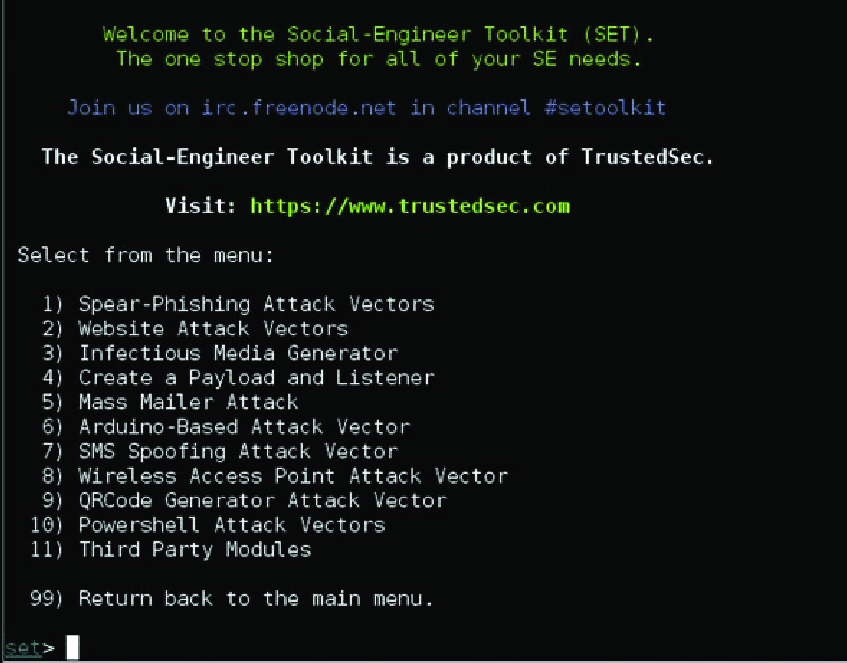 Welcome to the Social-Engineer Toolkit (SET).
The one stop shop for all of your SE needs.
Join us on irc.freenode.net in channel #setoolkit
The Social-Engineer Toolkit is a product of TrustedSec.
Visit: https://www.trustedsec.com
Select from the menu:
1) Spear-Phishing Attack Vectors
2) Website Attack Vectors
3) Infectious Media Generator
4) Create a Payload and Listener
5) Mass Mailer Attack
6) Arduino-Based Attack Vector
7) SMS Spoofing Attack Vector
8) Wireless Access Point Attack Vector
9) QRCode Generator Attack Vector
10) Powershell Attack Vectors
11) Third Party Modules
99) Return back to the main menu.
set>